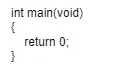 int main(void)
{
    return 0;
}